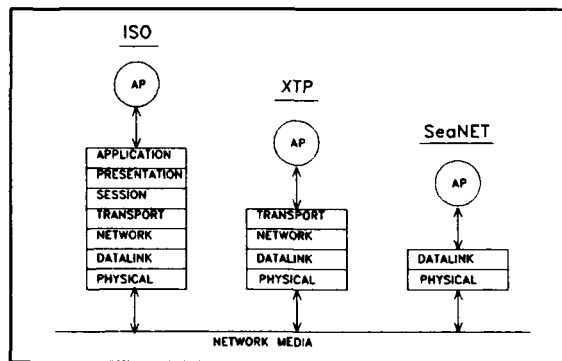 ISO
AP
APPLICATION
PRESENTATION
SESSION
TRANSPORT
NETWORK
DATALINK
PHYSICAL
XTP
AP
TRANSPORT
NETWORK
DATALINK
PHYSICAL
SeaNET
AP
DATALINK
PHYSICAL
NETWORK MEDIA